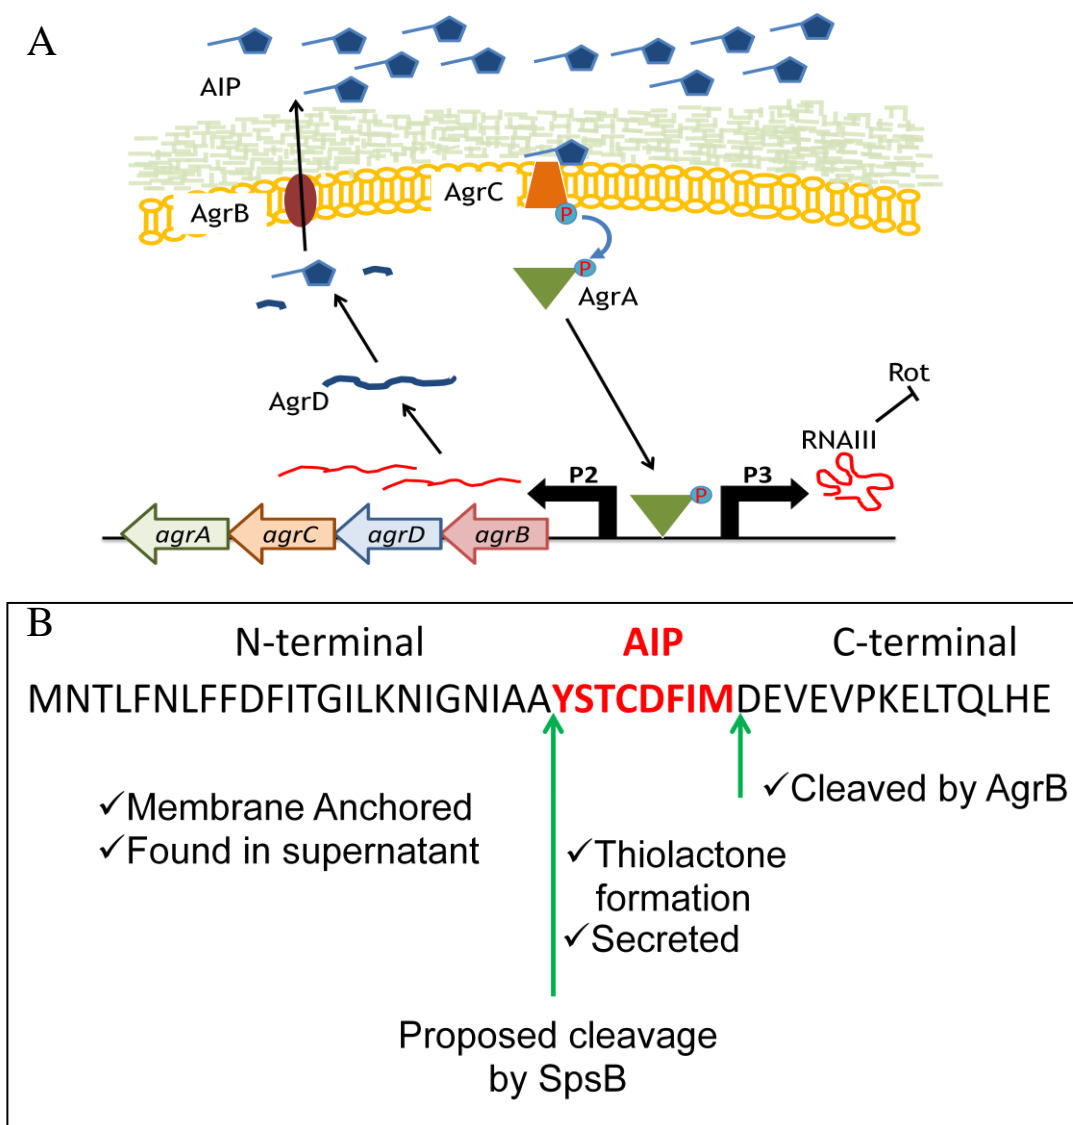 A
AIP
AgrB
AgrC
P
P
AgrA
AgrD
Rot
RNAIII
P2
P
P3
agrA
agrC
agrD
agrB
B
N-terminal
AIP
C-terminal
MNTLFNLFFDFITGILKNIGNIAAYSTCDFIMDEVEVPKELTQLHE
✓Cleaved by AgrB
✓Membrane Anchored
✓Found in supernatant
✓Thiolactone
formation
✓Secreted
Proposed cleavage
by SpsB